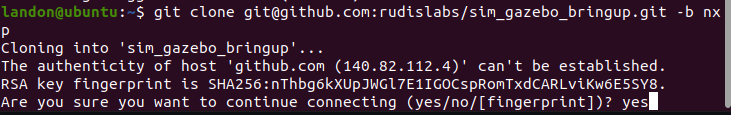 landon@ubuntu:~$ git clone git@github.com:rudislabs/sim_gazebo_bringup.git -b nx
p
Cloning into 'sim_gazebo_bringup'...
The authenticity of host 'github.com (140.82.112.4)' can't be established.
RSA key fingerprint is SHA256:nThbg6kXUpJWGl7E1IGOCspRomTxdCARLviKw6E5SY8.
Are you sure you want to continue connecting (yes/no/[fingerprint])? yes